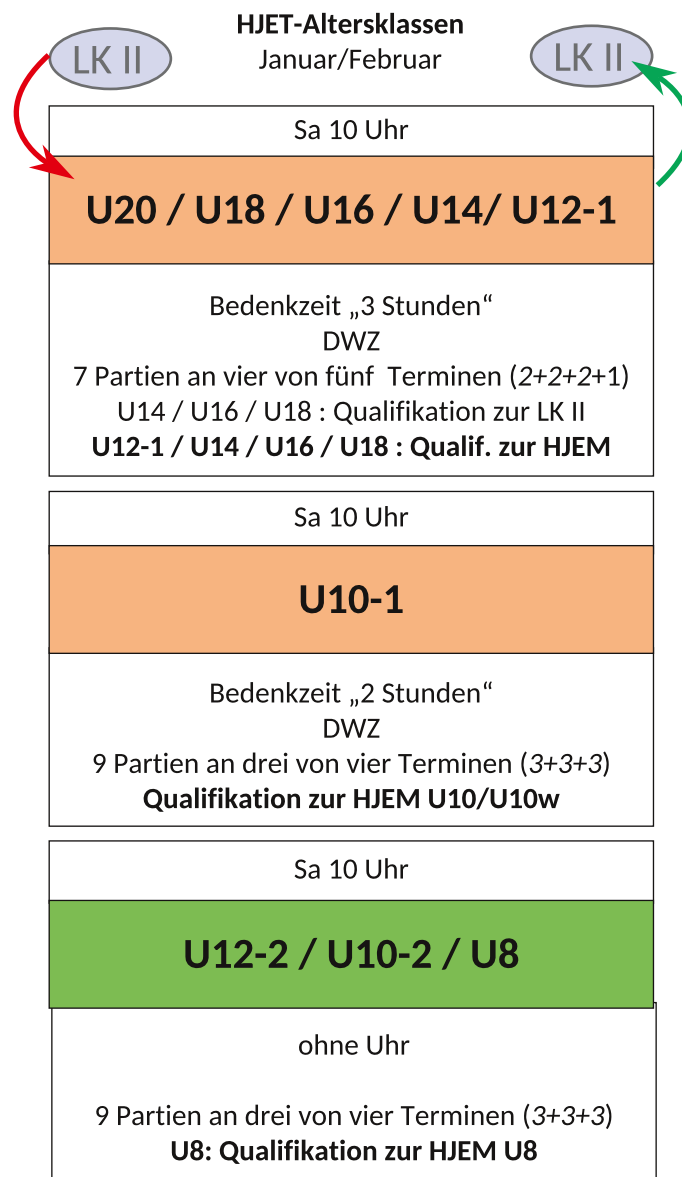 HJET-Altersklassen
Januar/Februar
LK II
LK II
Sa 10 Uhr
U20 / U18 / U16 / U14/ U12-1
Bedenkzeit „3 Stunden“
DWZ
7 Partien an vier von fünf  Terminen (2+2+2+1)
U14 / U16 / U18 : Qualifikation zur LK II
U12-1 / U14 / U16 / U18 : Qualif. zur HJEM
Sa 10 Uhr
U10-1
Bedenkzeit „2 Stunden“
DWZ
9 Partien an drei von vier Terminen (3+3+3)
Qualifikation zur HJEM U10/U10w
Sa 10 Uhr
U12-2 / U10-2 / U8
ohne Uhr
9 Partien an drei von vier Terminen (3+3+3)
U8: Qualifikation zur HJEM U8